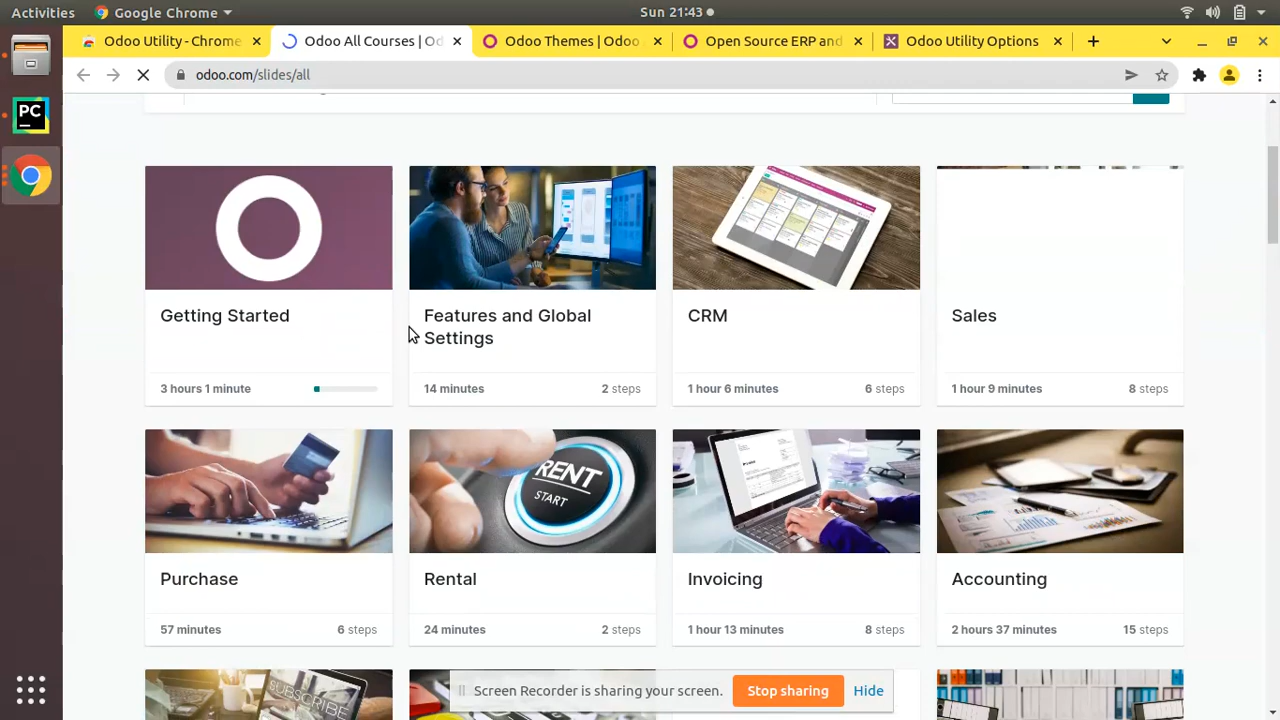 Activities Google Chrome Sun 21:43
Odoo Utility - Chrome Odoo All Courses | Od Odoo Themes | Odoo Open Source ERP and Odoo Utility Options
odoo.com/slides/all
PC
Getting Started
3 hours 1 minute
Features and Global
Settings
14 minutes 2 steps
CRM
1 hour 6 minutes 6 steps
Sales
1 hour 9 minutes 8 steps
RENT
START
Purchase
57 minutes 6 steps
Rental
24 minutes 2 steps
Invoicing
1 hour 13 minutes 8 steps
Accounting
2 hours 37 minutes 15 steps
SUBSCRIBE
Screen Recorder is sharing your screen. Stop sharing Hide